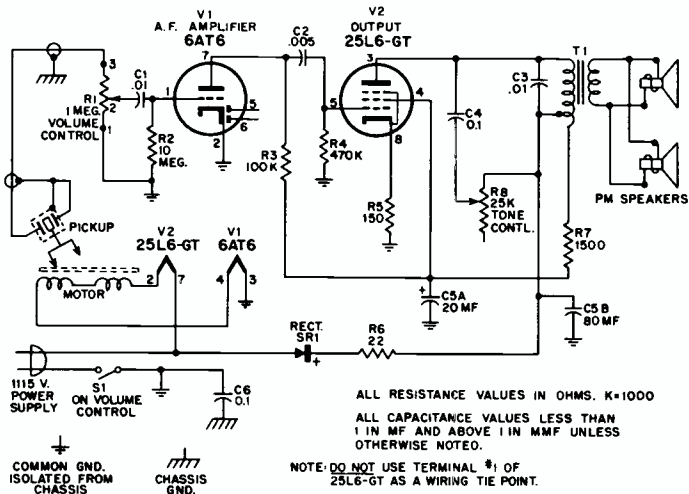 V1
A.F. AMPLIFIER
6AT6
V2
OUTPUT
25L6-GT
C2
.005
7
3
T1
C3
.01
3
R1
1 MEG.
VOLUME
CONTROL
2
1
C1
.01
1
5
6
2
R2
10
MEG.
5
4
8
R4
470K
R3
100K
C4
0.1
R5
150
R8
25K
TONE
CONTL.
PM SPEAKERS
R7
1500
PICKUP
V2
25L6-GT
V1
6AT6
2
7
4
3
MOTOR
+
C5A
20 MF
C5B
80 MF
RECT.
SR1
+
R6
22
1115 V.
POWER
SUPPLY
S1
ON VOLUME
CONTROL
C6
0.1
COMMON GND.
ISOLATED FROM
CHASSIS
CHASSIS
GND.
ALL RESISTANCE VALUES IN OHMS. K=1000
ALL CAPACITANCE VALUES LESS THAN
1 IN MF AND ABOVE 1 IN MMF UNLESS
OTHERWISE NOTED.
NOTE: DO NOT USE TERMINAL #1 OF
25L6-GT AS A WIRING TIE POINT.